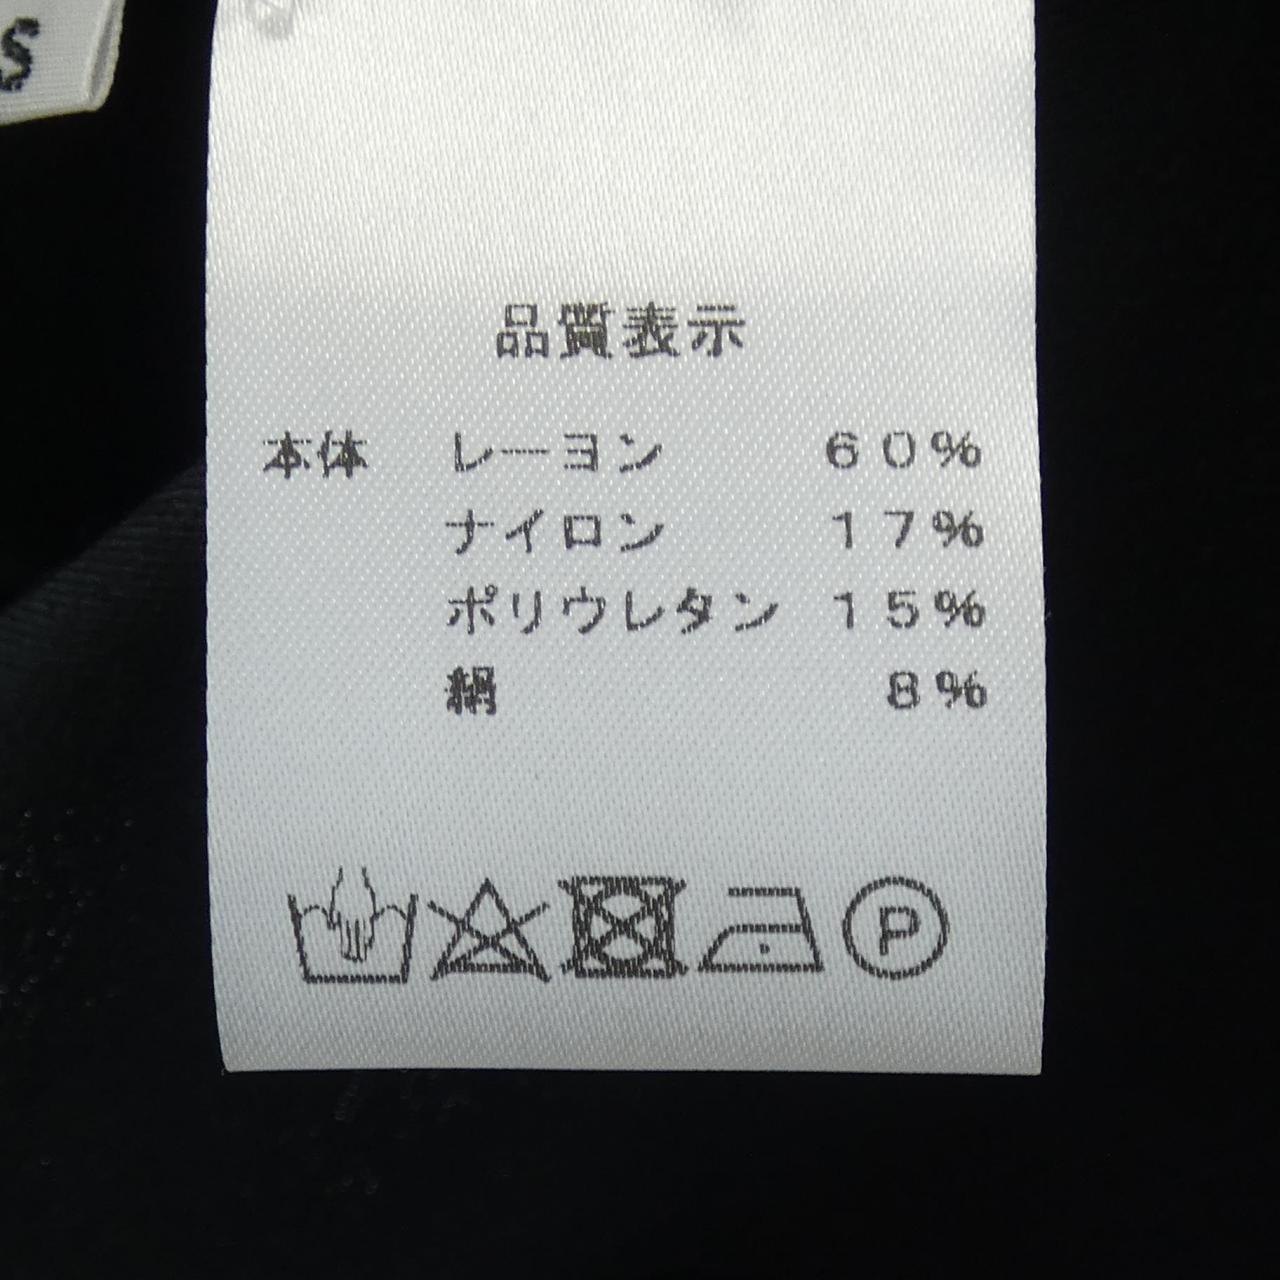 S
品質表示
本体 レーヨン 60%
ナイロン 17%
ポリウレタン 15%
絹 8%
P